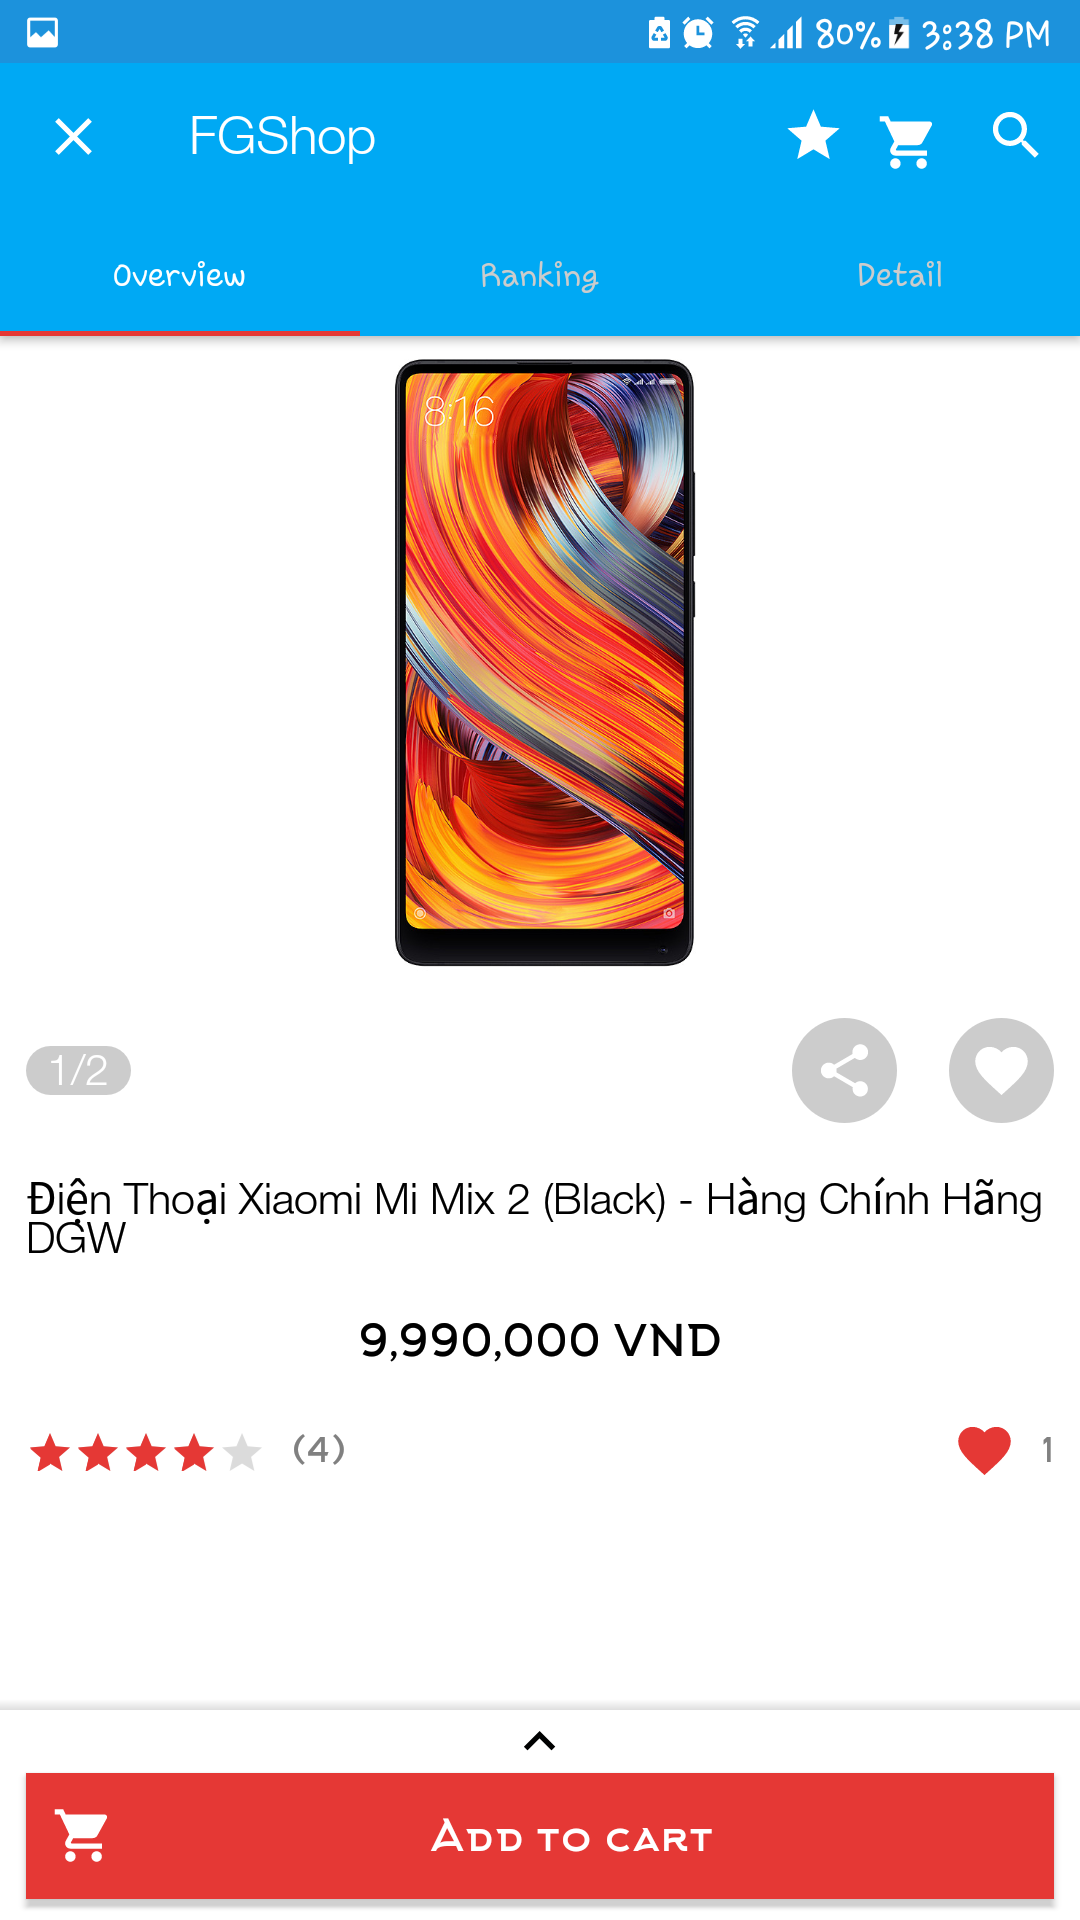 80% 3:38 PM
FGShop
Overview Ranking Detail
8:16
1/2
Điện Thoại Xiaomi Mi Mix 2 (Black) - Hàng Chính Hãng
DGW
9,990,000 VND
(4) 1
Add to cart